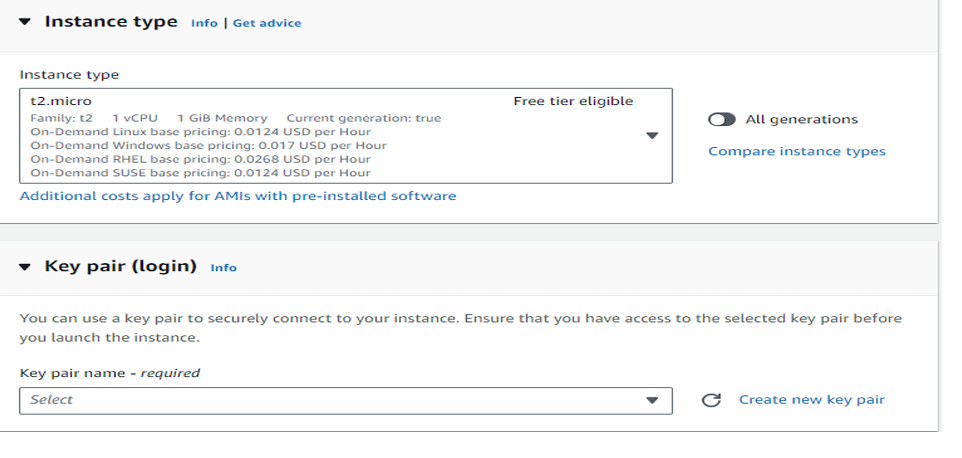 Instance type Info | Get advice
Instance type
t2.micro Free tier eligible
Family: t2 1 vCPU 1 GiB Memory Current generation: true
On-Demand Linux base pricing: 0.0124 USD per Hour
On-Demand Windows base pricing: 0.017 USD per Hour
On-Demand RHEL base pricing: 0.0268 USD per Hour
On-Demand SUSE base pricing: 0.0124 USD per Hour
All generations
Compare instance types
Additional costs apply for AMIs with pre-installed software
Key pair (login) Info
You can use a key pair to securely connect to your instance. Ensure that you have access to the selected key pair before
you launch the instance.
Key pair name - required
Select
Create new key pair